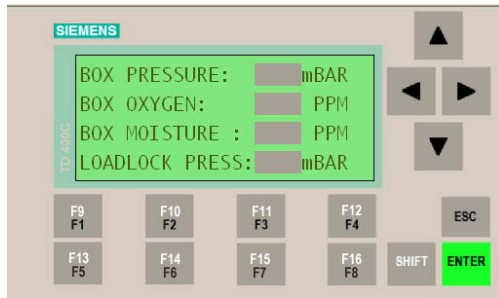 SIEMENS
BOX PRESSURE: mBAR
BOX OXYGEN: PPM
BOX MOISTURE : PPM
LOADLOCK PRESS: mBAR
TD 400C
F9 F10 F11 F12
F1 F2 F3 F4 ESC
F13 F14 F15 F16
F5 F6 F7 F8 SHIFT ENTER